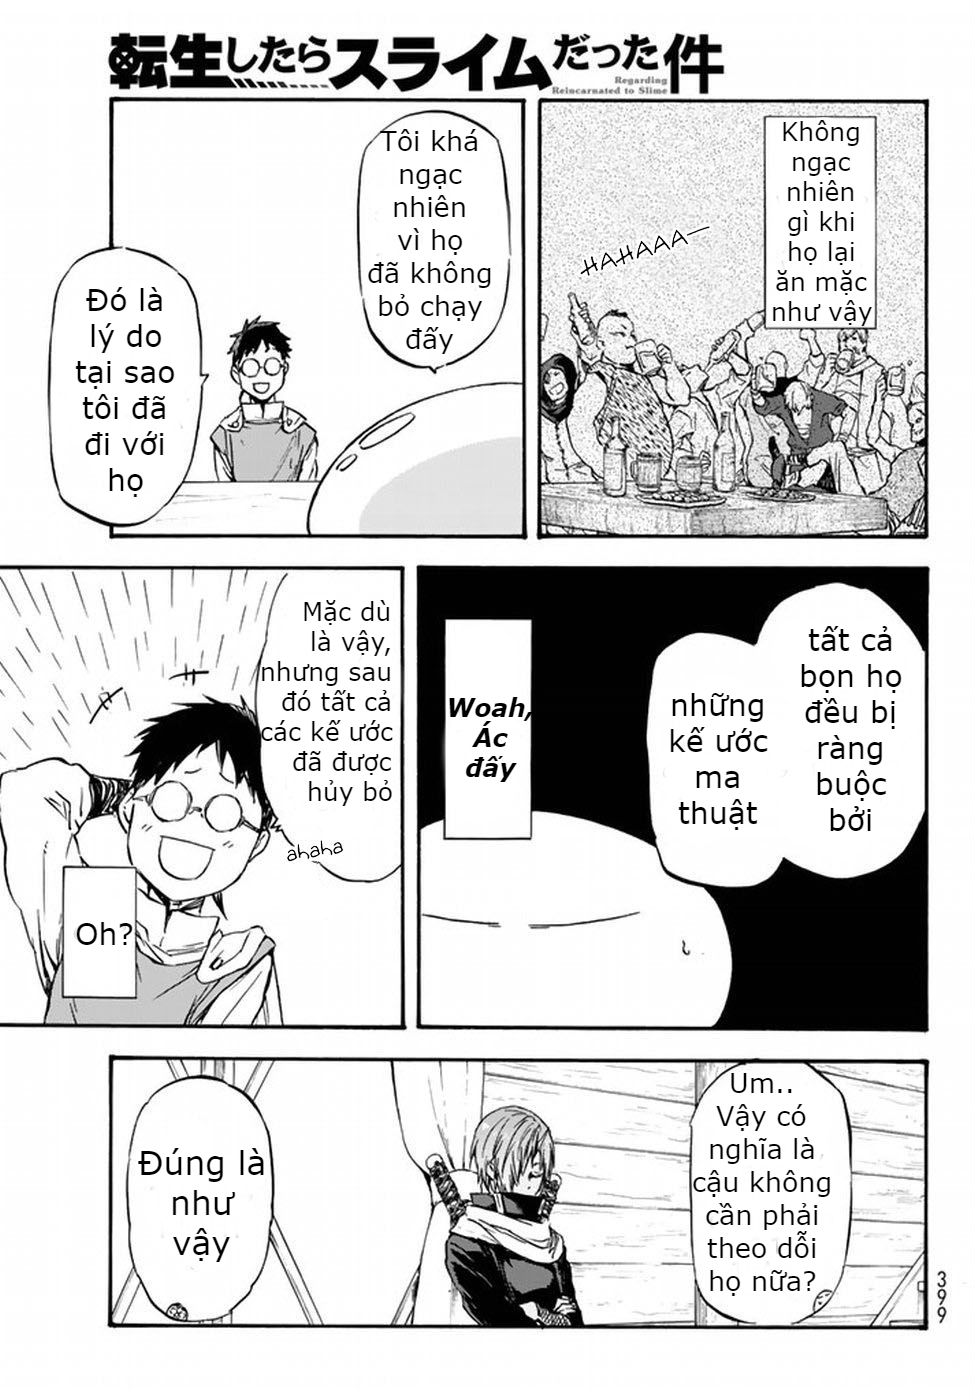 転生したらスライムだった件
Regarding
Reincarnated to Slime
Không
ngạc
nhiên
gì khi
họ lại
ăn mặc
như vậy
HAHAAA—
Tôi khá
ngạc
nhiên
vì họ
đã không
bỏ chạy
đấy
Đó là
lý do
tại sao
tôi đã
đi với
họ
tất cả
bọn họ
đều bị
ràng
buộc
bởi
những
kế ước
ma
thuật
Woah,
Ác
đấy
Mặc dù
là vậy,
nhưng sau
đó tất cả
các kế ước
đã được
hủy bỏ
ahaha
Oh?
Um..
Vậy có
nghĩa là
cậu không
cần phải
theo dỗi
họ nữa?
Đúng là
như
vậy
399